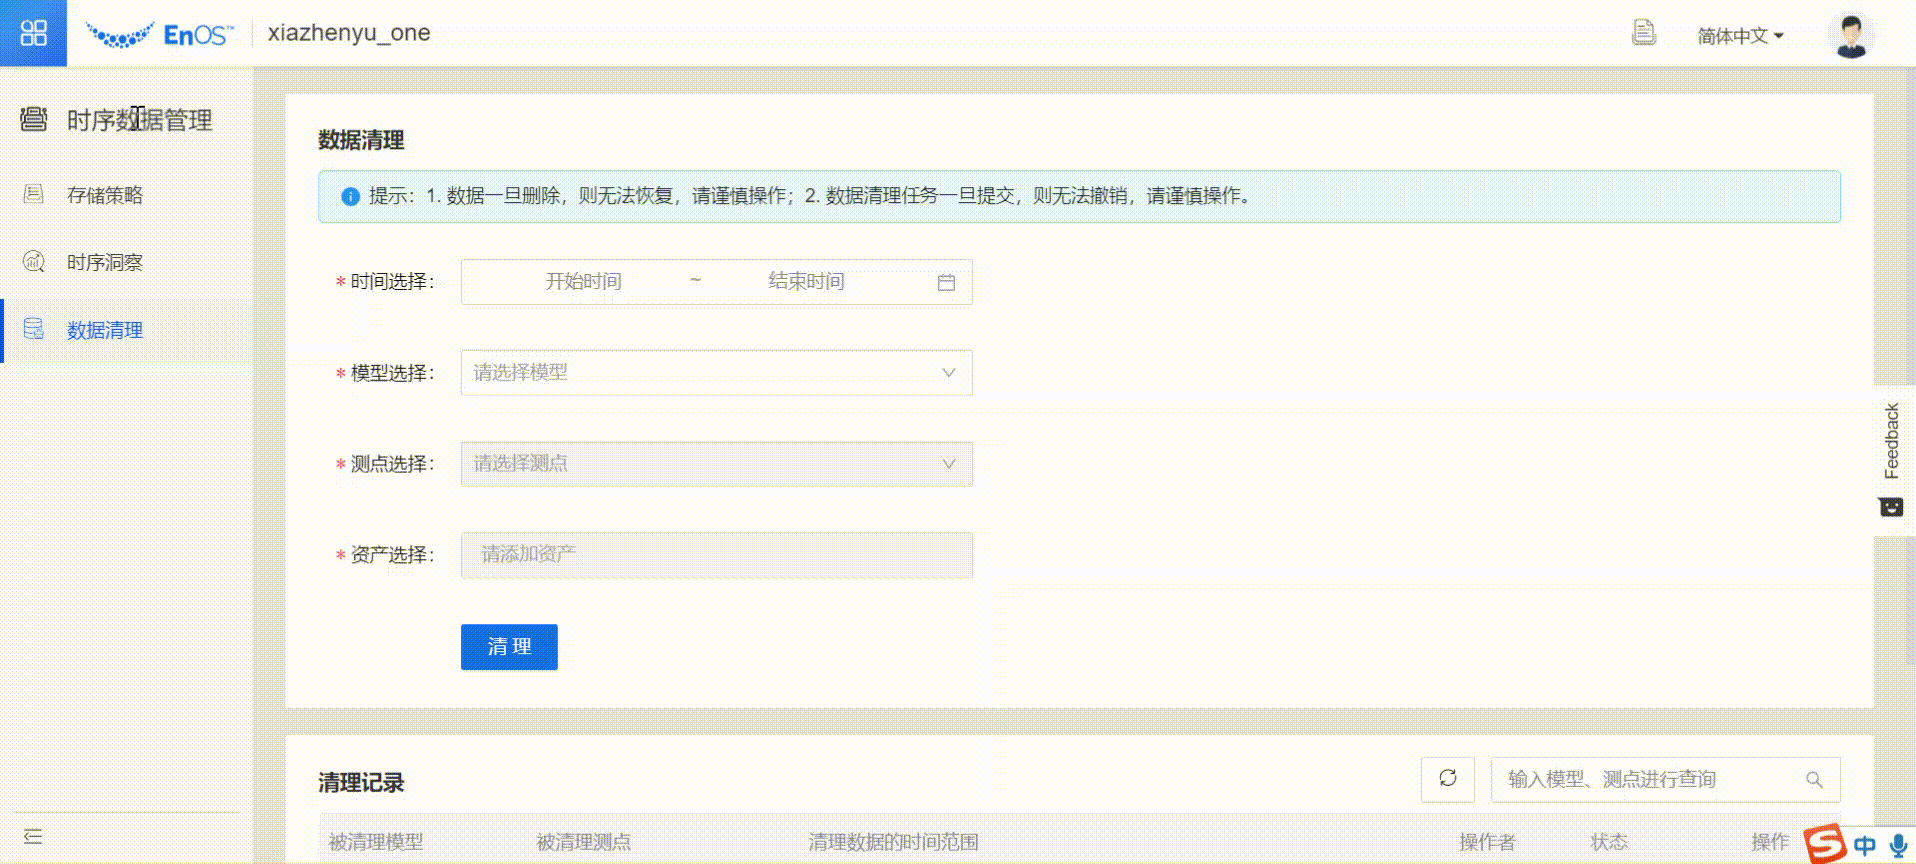 EnOS™ xiazhenyu_one 简体中文
时序数据管理
存储策略
时序洞察
数据清理
数据清理
提示：1. 数据一旦删除，则无法恢复，请谨慎操作；2. 数据清理任务一旦提交，则无法撤销，请谨慎操作。
* 时间选择： 开始时间 ~ 结束时间
* 模型选择： 请选择模型
* 测点选择： 请选择测点
* 资产选择： 请添加资产
清 理
Feedback
清理记录 输入模型、测点进行查询
被清理模型 被清理测点 清理数据的时间范围 操作者 状态 操作
S 中